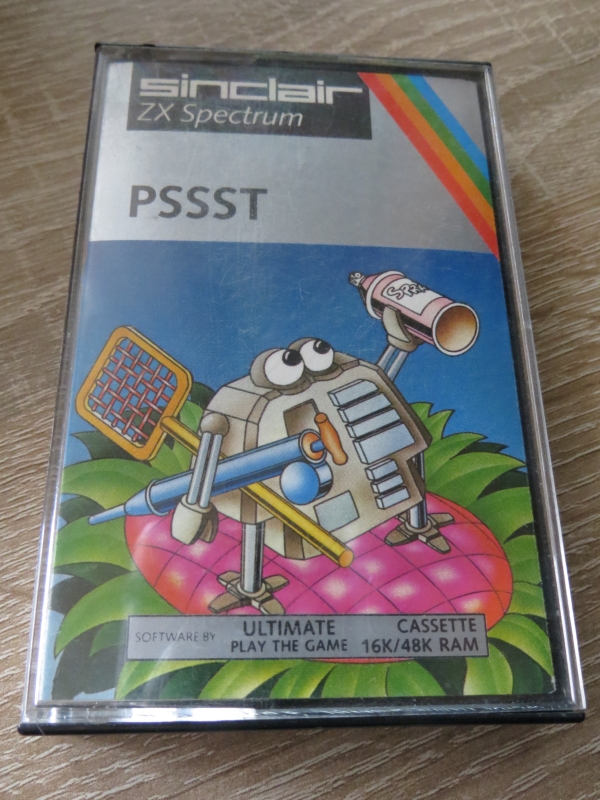 sinclair
ZX Spectrum
PSSST
SOFTWARE BY
ULTIMATE
PLAY THE GAME
CASSETTE
16K/48K RAM